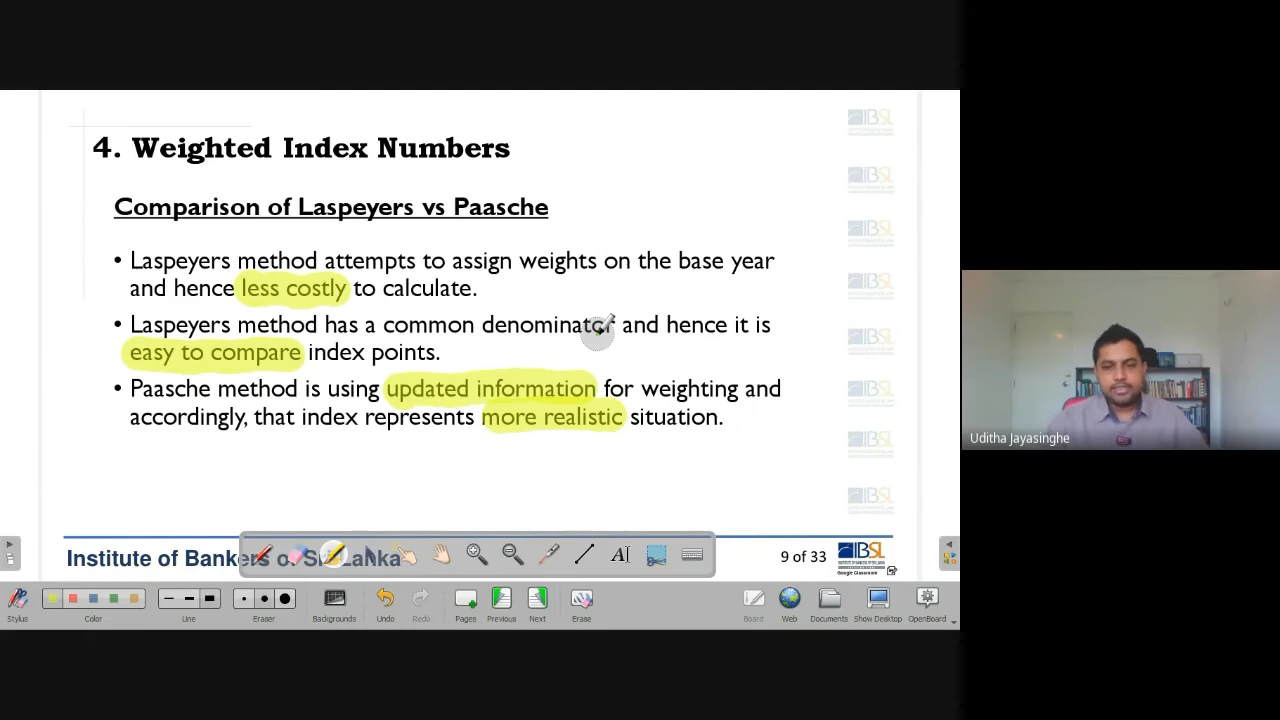 4. Weighted Index Numbers
Comparison of Laspeyers vs Paasche
• Laspeyers method attempts to assign weights on the base year
and hence less costly to calculate.
• Laspeyers method has a common denominator and hence it is
easy to compare index points.
• Paasche method is using updated information for weighting and
accordingly, that index represents more realistic situation.
Uditha Jayasinghe
Institute of Bankers of Sri Lanka
9 of 33
IBSL
Google Classroom
Stylus
Color
Line
Eraser
Backgrounds
Undo
Redo
Pages
Previous
Next
Erase
Board
Web
Documents
Show Desktop
OpenBoard